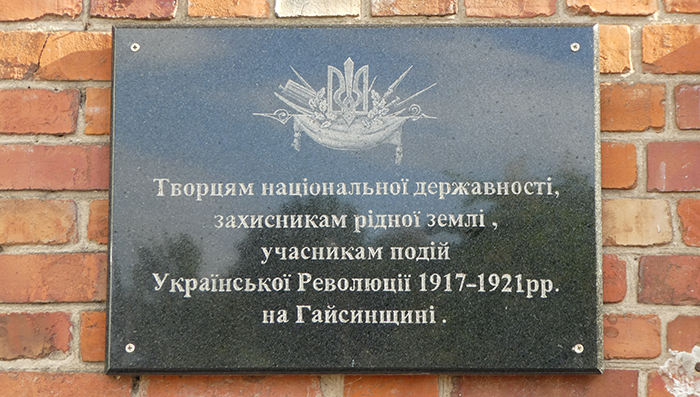 Творцям національної державності,
захисникам рідної землі ,
учасникам подій
Української Революції 1917-1921рр.
на Гайсинщині .